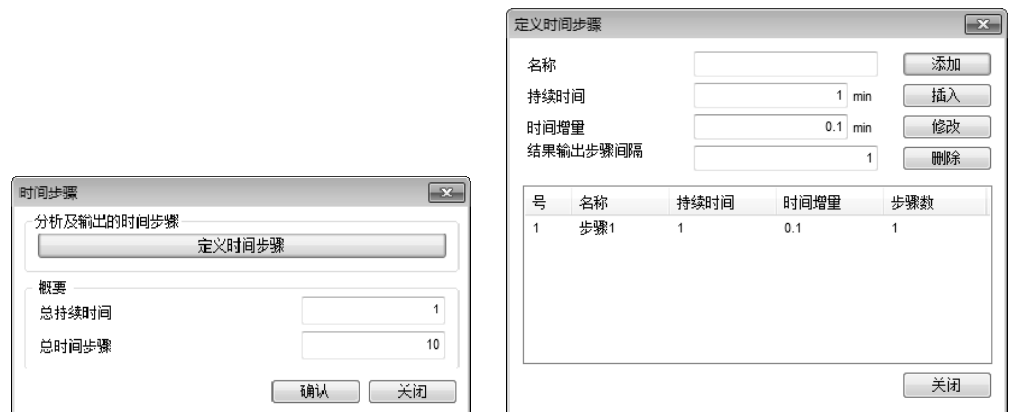 时间步骤
分析及输出的时间步骤
定义时间步骤
概要
总持续时间 1
总时间步骤 10
确认 关闭
定义时间步骤
名称 添加
持续时间 1 min 插入
时间增量 0.1 min 修改
结果输出步骤间隔 1 删除
号 名称 持续时间 时间增量 步骤数
1 步骤1 1 0.1 1
关闭